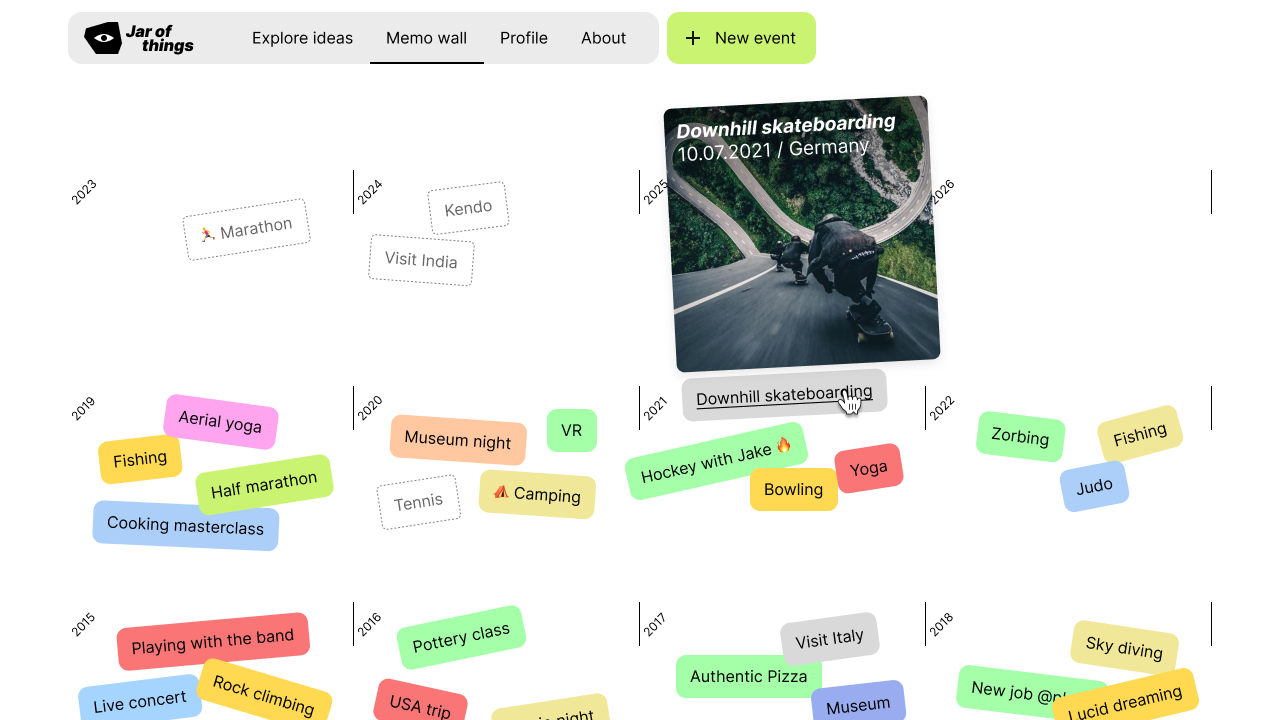 Jar of
things
Explore ideas
Memo wall
Profile
About
+ New event
Downhill skateboarding
10.07.2021 / Germany
2023
Marathon
2024
Kendo
Visit India
2025
2026
2019
Aerial yoga
Fishing
Half marathon
Cooking masterclass
2020
Museum night
VR
Tennis
Camping
2021
Downhill skateboarding
Hockey with Jake 🔥
Bowling
Yoga
2022
Zorbing
Fishing
Judo
2015
Playing with the band
Live concert
Rock climbing
2016
Pottery class
USA trip
night
2017
Visit Italy
Authentic Pizza
Museum
2018
Sky diving
New job
Lucid dreaming